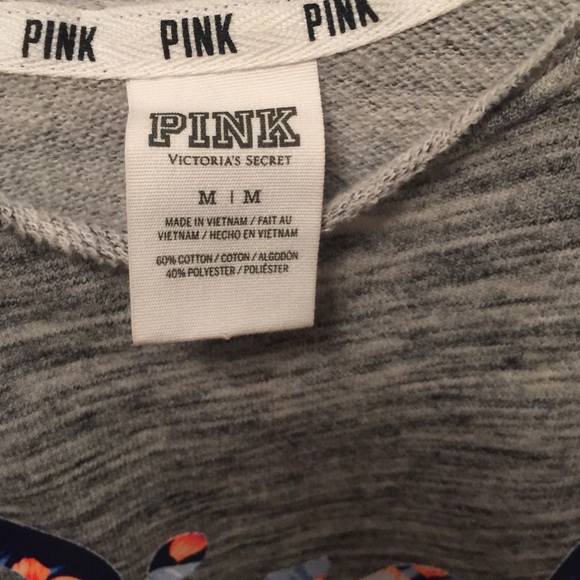 PINK PINK PINK
PINK
VICTORIA'S SECRET
M | M
MADE IN VIETNAM / FAIT AU
VIETNAM / HECHO EN VIETNAM
60% COTTON / COTON / ALGODÓN
40% POLYESTER / POLIÉSTER